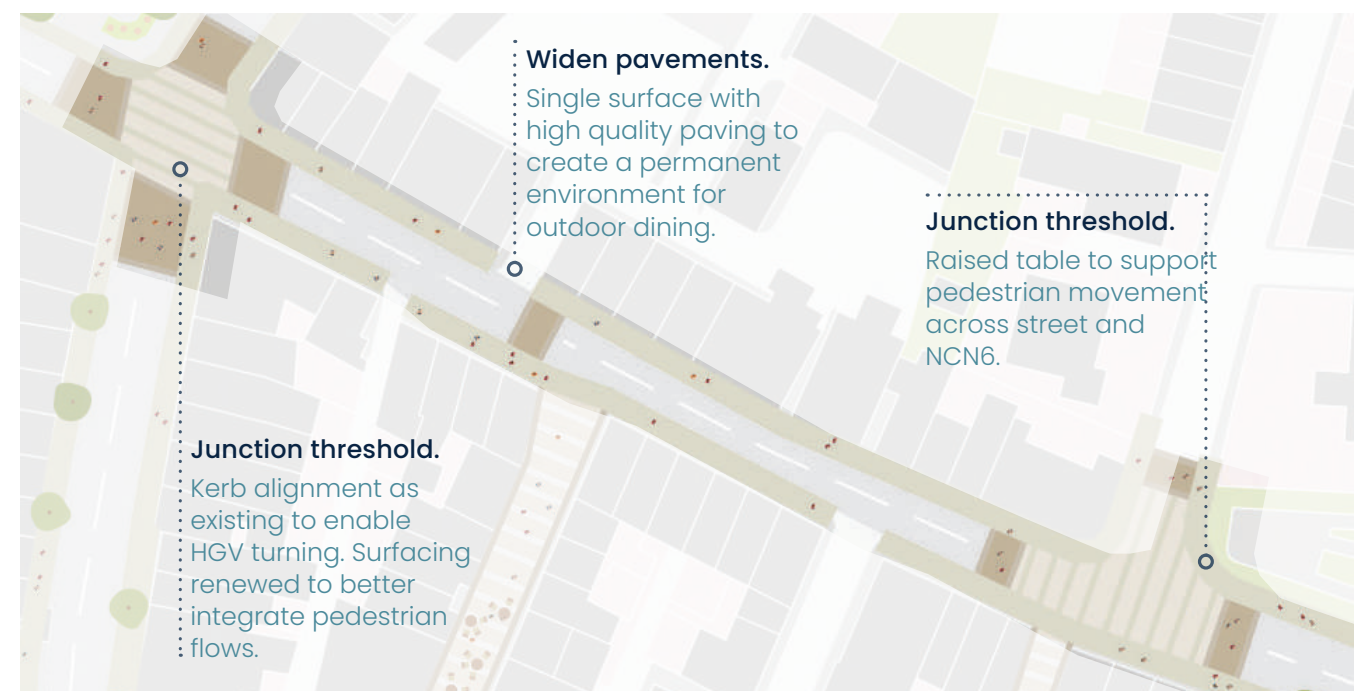 Widen pavements.
Single surface with
high quality paving to
create a permanent
environment for
outdoor dining.
Junction threshold.
Raised table to support
pedestrian movement
across street and
NCN6.
Junction threshold.
Kerb alignment as
existing to enable
HGV turning. Surfacing
renewed to better
integrate pedestrian
flows.